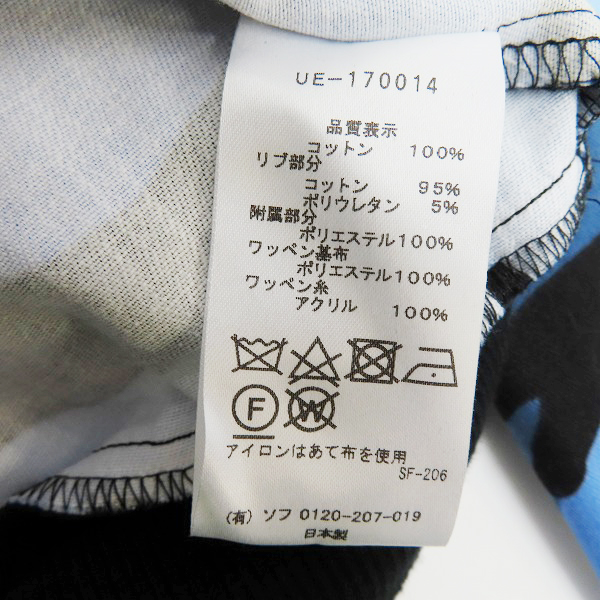 UE-170014
品質表示
コットン 100%
リブ部分
コットン 95%
ポリウレタン 5%
附属部分
ポリエステル100%
ワッペン基布
ポリエステル100%
ワッペン糸
アクリル 100%
F W
アイロンはあて布を使用
SF-206
(有) ソフ 0120-207-019
日本製